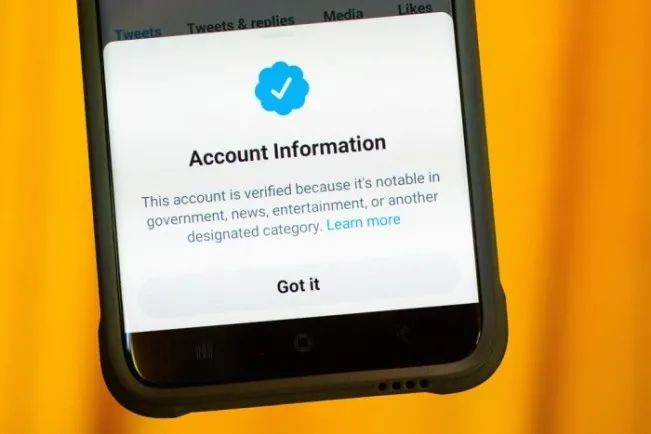 Tweets Tweets & replies Media Likes
Account Information
This account is verified because it's notable in
government, news, entertainment, or another
designated category. Learn more
Got it